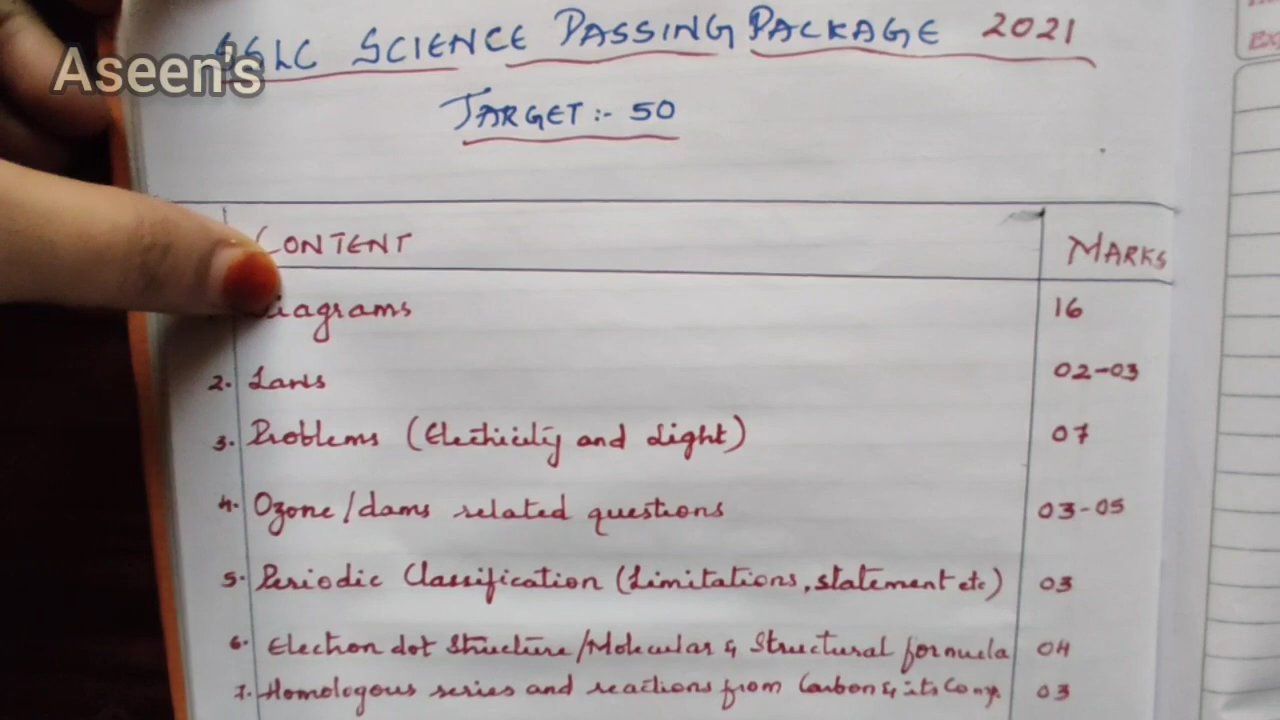 Aseen's
SSLC SCIENCE PASSING PACKAGE 2021
TARGET:- 50
CONTENT MARKS
Diagrams 16
2. Laws 02-03
3. Problems (Electricity and Light) 07
4. Ozone/dams related questions 03-05
5. Periodic Classification (Limitations, statement etc) 03
6. Electron dot structure/Molecular & Structural formula 04
7. Homologous series and reactions from Carbon & its Comp. 03